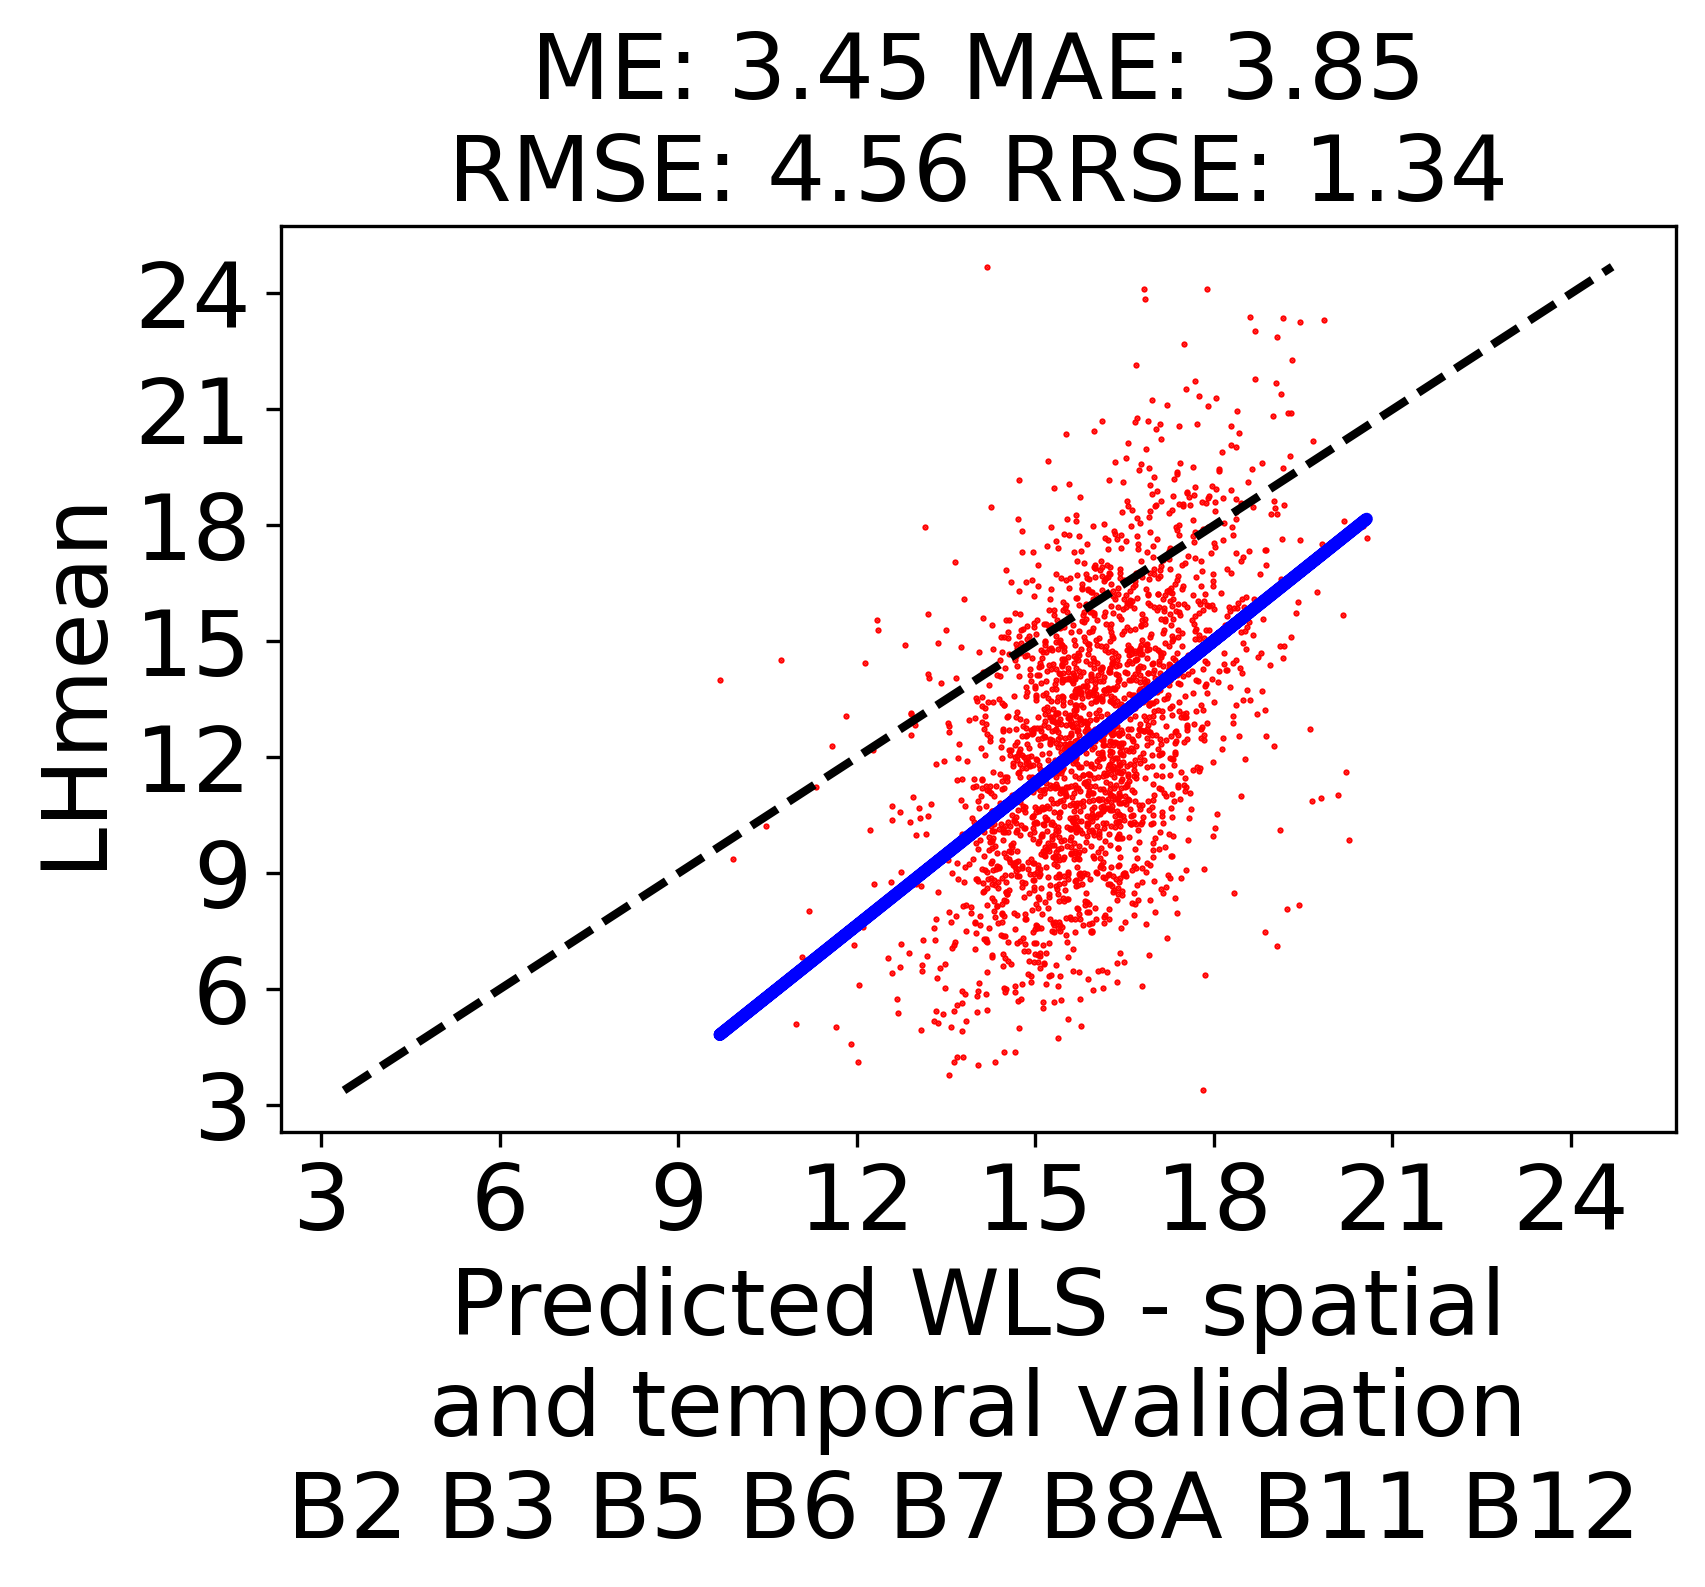 ME: 3.45 MAE: 3.85
RMSE: 4.56 RRSE: 1.34
24
21
18
15
12
9
6
3
LHmean
3 6 9 12 15 18 21 24
Predicted WLS - spatial
and temporal validation
B2 B3 B5 B6 B7 B8A B11 B12